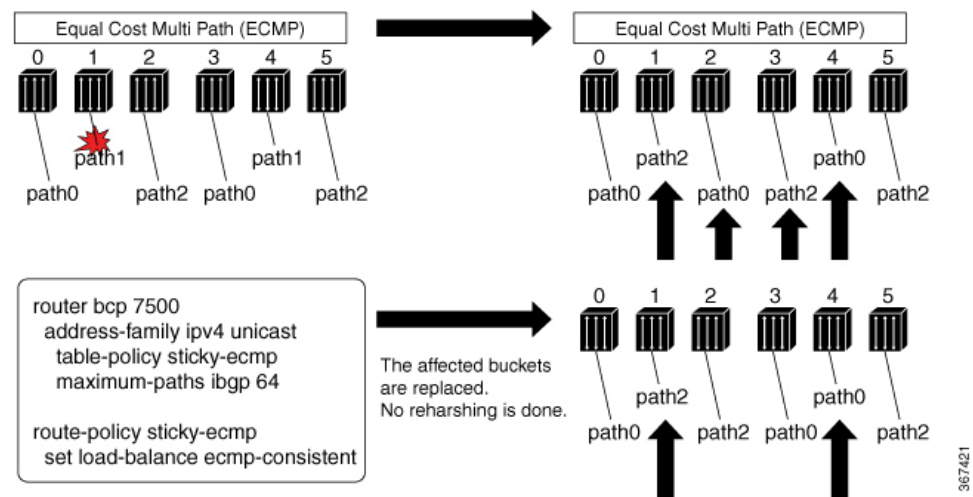 Equal Cost Multi Path (ECMP)
0 1 2 3 4 5
path1 path1
path0 path2 path0 path2
Equal Cost Multi Path (ECMP)
0 1 2 3 4 5
path2 path0
path0 path0 path2 path2
router bcp 7500
address-family ipv4 unicast
table-policy sticky-ecmp
maximum-paths ibgp 64
route-policy sticky-ecmp
set load-balance ecmp-consistent
The affected buckets
are replaced.
No reharshing is done.
0 1 2 3 4 5
path2 path0
path0 path2 path0 path2
367421